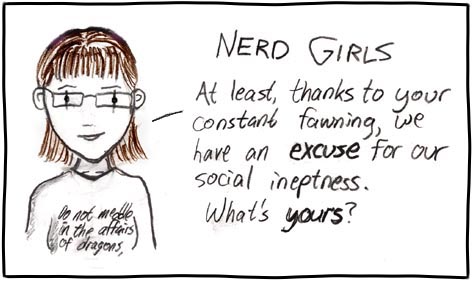 NERD GIRLS
At least, thanks to your
constant fawning, we
have an excuse for our
social ineptness.
What's yours?
Do not meddle
in the affairs
of dragons,